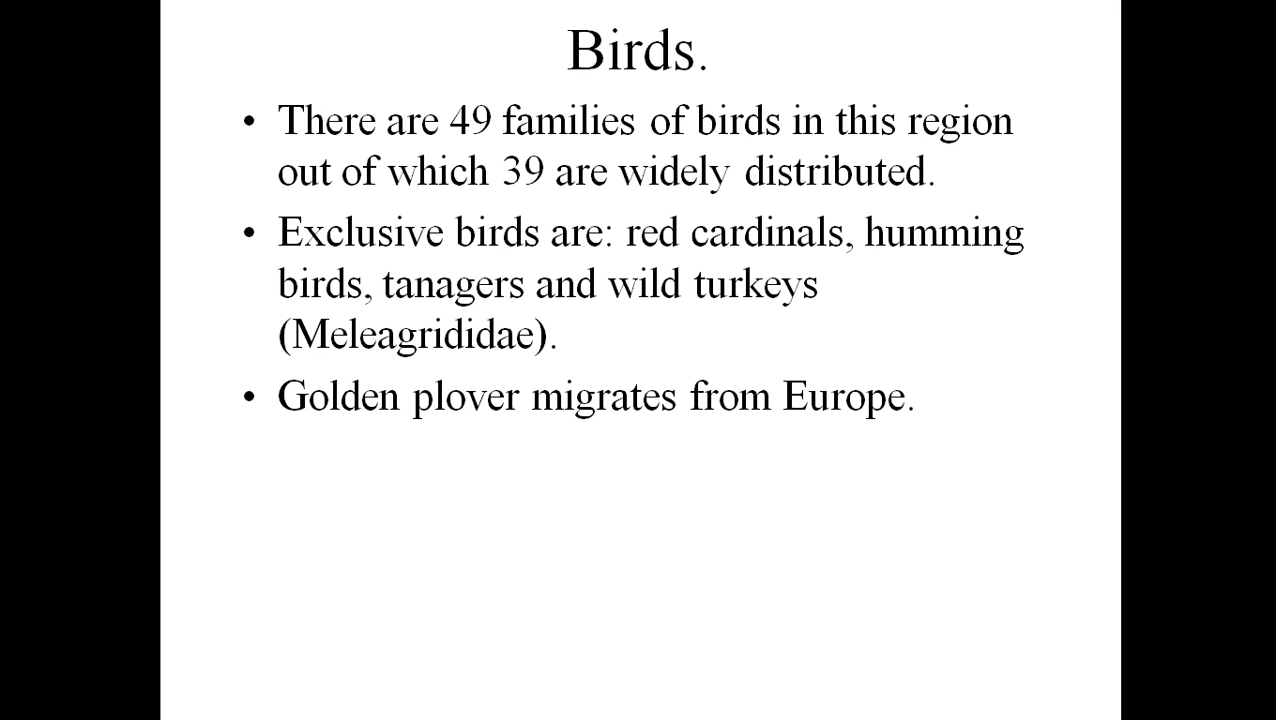 Birds.
• There are 49 families of birds in this region
out of which 39 are widely distributed.
• Exclusive birds are: red cardinals, humming
birds, tanagers and wild turkeys
(Meleagrididae).
• Golden plover migrates from Europe.